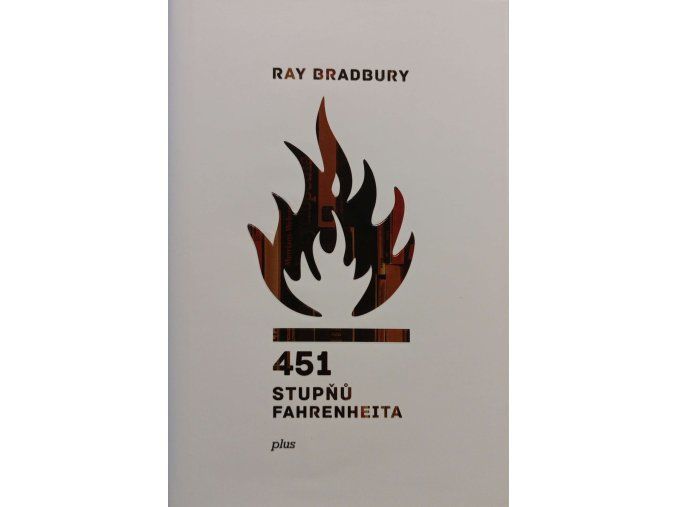 RAY BRADBURY
451
STUPŇŮ
FAHRENHEITA
plus